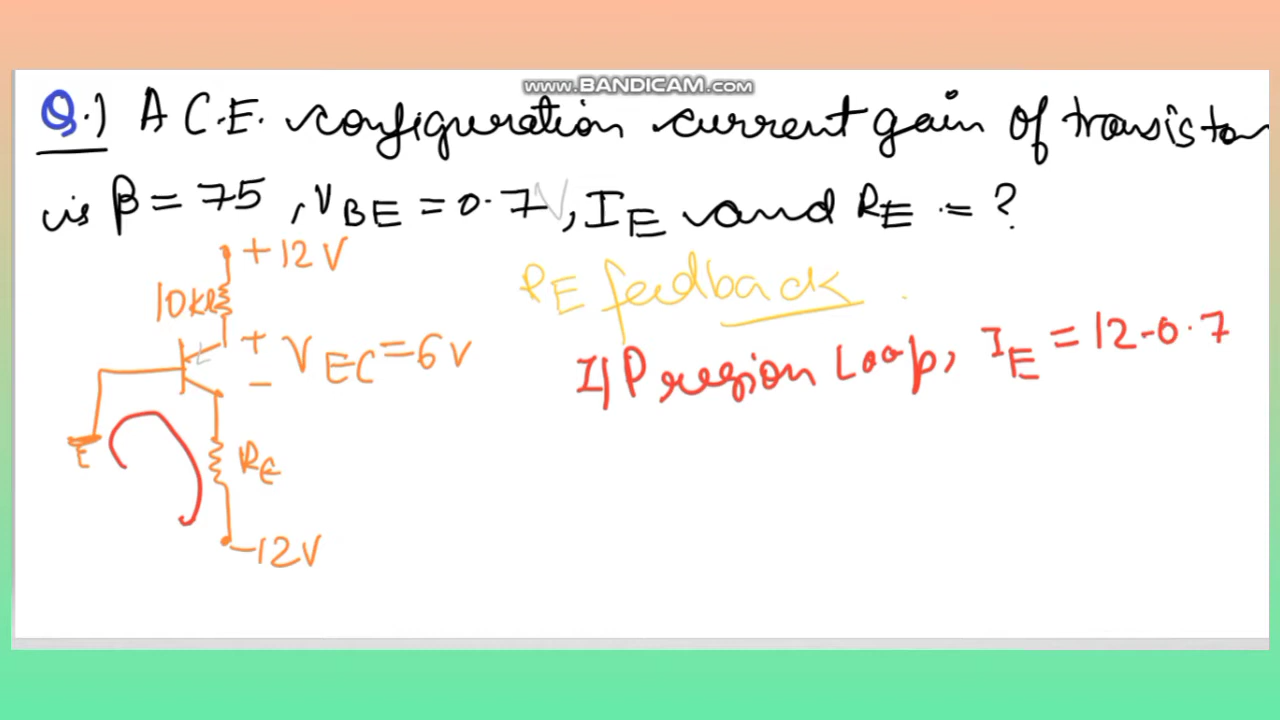 www.BANDICAM.com
Q.) A C.E. configuration current gain of transistor
is β = 75 , VBE = 0.7V, IE and RE = ?
+12V
10kΩ
+
VEC = 6V
-
RE
-12V
RE feedback.
I/P region Loop, IE = 12-0.7